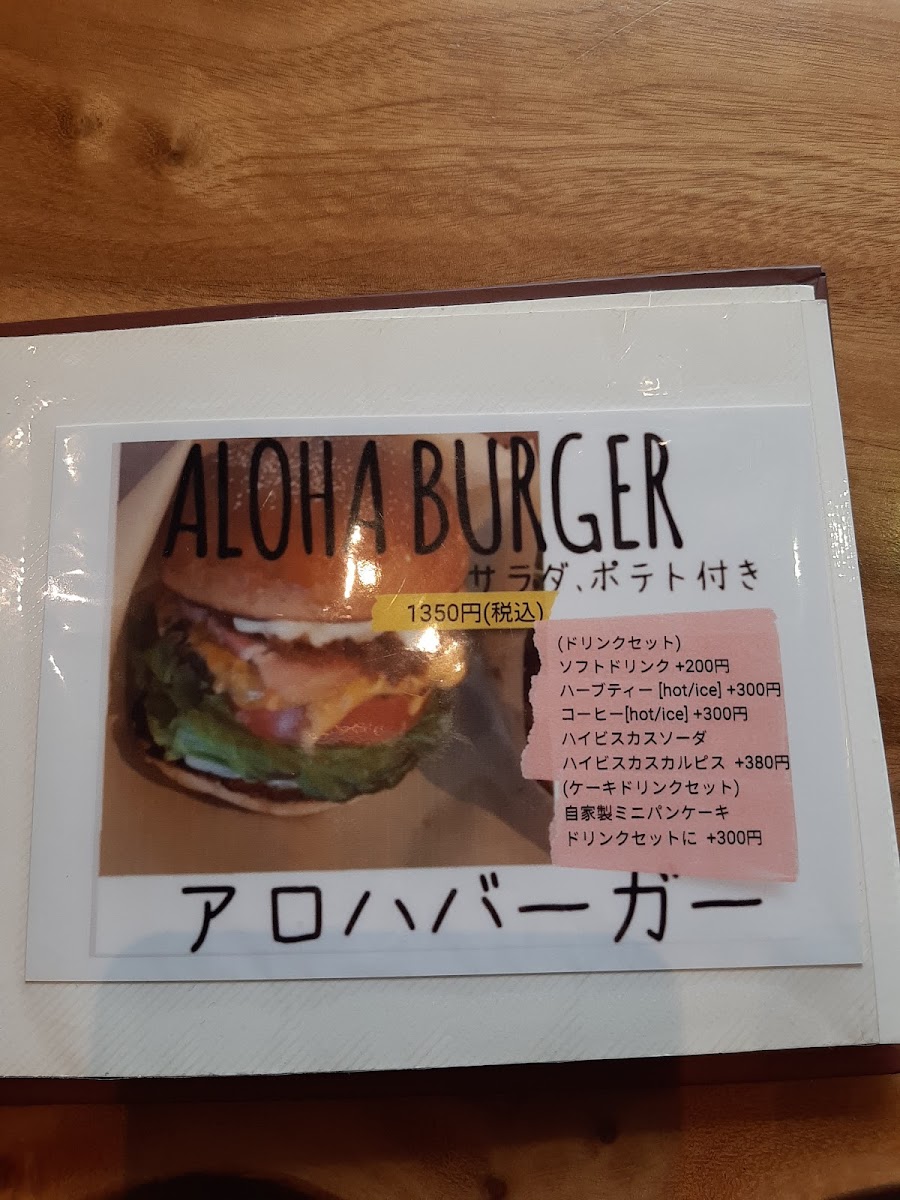 ALOHA BURGER
サラダ、ポテト付き
1350円(税込)
(ドリンクセット)
ソフトドリンク +200円
ハーブティー [hot/ice] +300円
コーヒー[hot/ice] +300円
ハイビスカスソーダ
ハイビスカスカルピス +380円
(ケーキドリンクセット)
自家製ミニパンケーキ
ドリンクセットに +300円
アロハバーガー